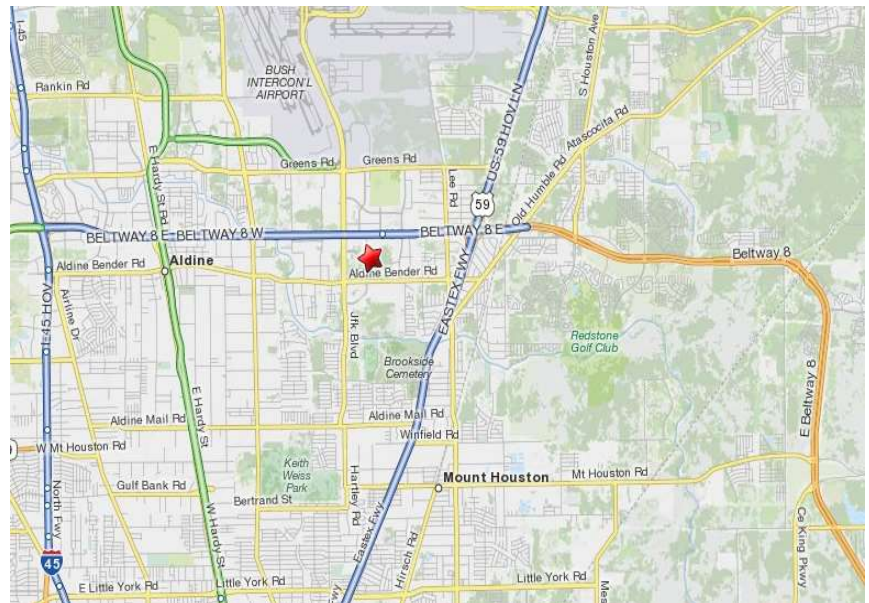 I-45
BUSH
INTERCON'L
AIRPORT
US-59 HOV LN
S Houston Ave
Rankin Rd
Atascocita Rd
E Hardy St Rd
Greens Rd
Greens Rd
Lee Rd
Old Humble Rd
59
BELTWAY 8 E-BELTWAY 8 W
BELTWAY 8 E
Beltway 8
Aldine Bender Rd
Aldine
Aldine Bender Rd
I-45 HOV
Airline Dr
EASTEX FWY
Jfk Blvd
Redstone
Golf Club
Brookside
Cemetery
E Beltway 8
E Hardy St
Aldine Mail Rd
Aldine Mail Rd
W Mt Houston Rd
Winfield Rd
Keith
Weiss
Park
Mount Houston
Mt Houston Rd
Gulf Bank Rd
Hartley Rd
Bertrand St
North Fwy
W Hardy St
Eastex Fwy
Hirsch Rd
Ce King Pkwy
45
E Little York Rd
Little York Rd
Fwy
Mes